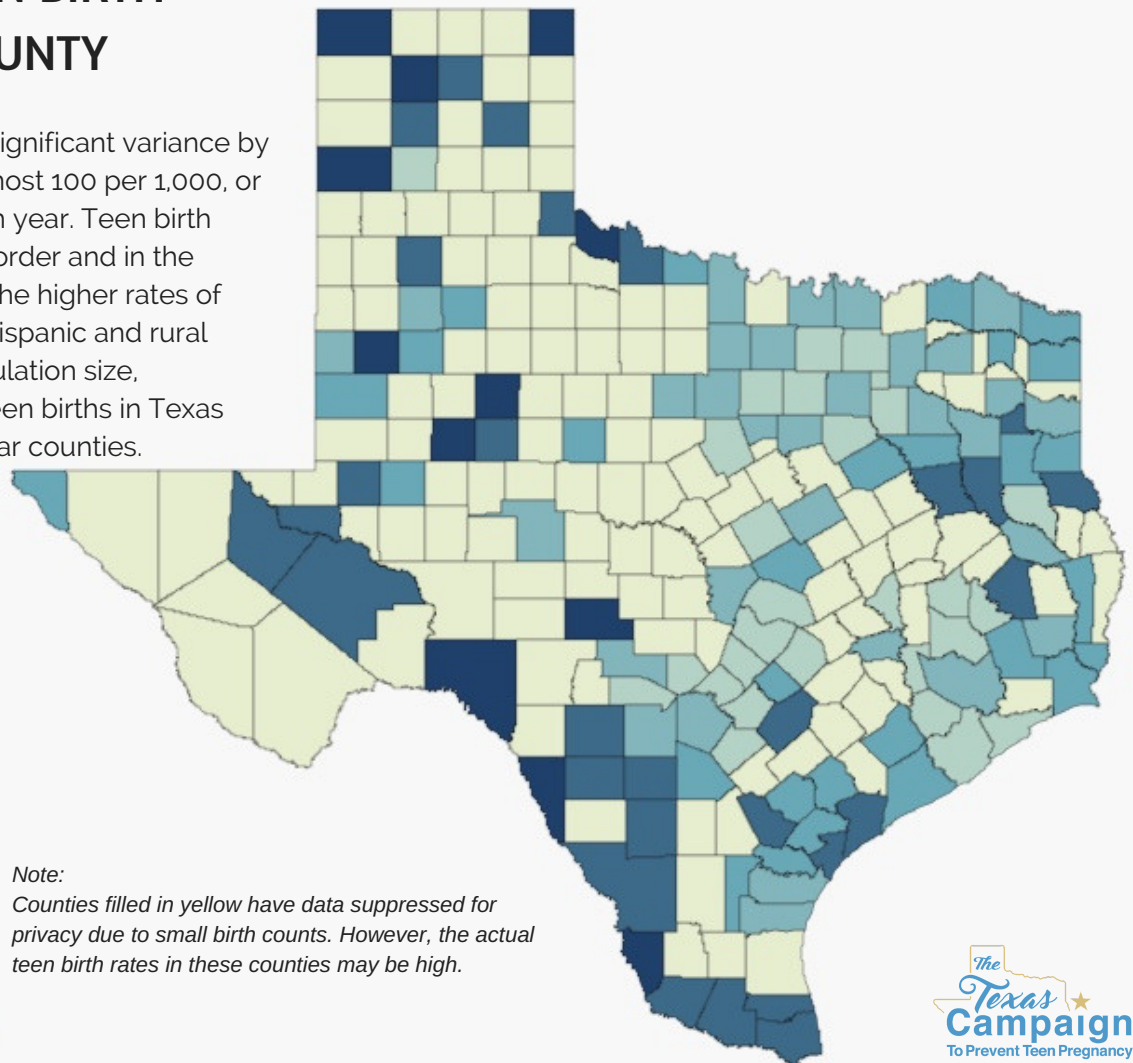 OUNTY
ignificant variance by
nost 100 per 1,000, or
n year. Teen birth
order and in the
he higher rates of
ispanic and rural
ulation size,
een births in Texas
ar counties.
Note:
Counties filled in yellow have data suppressed for
privacy due to small birth counts. However, the actual
teen birth rates in these counties may be high.
The
Texas
Campaign
To Prevent Teen Pregnancy